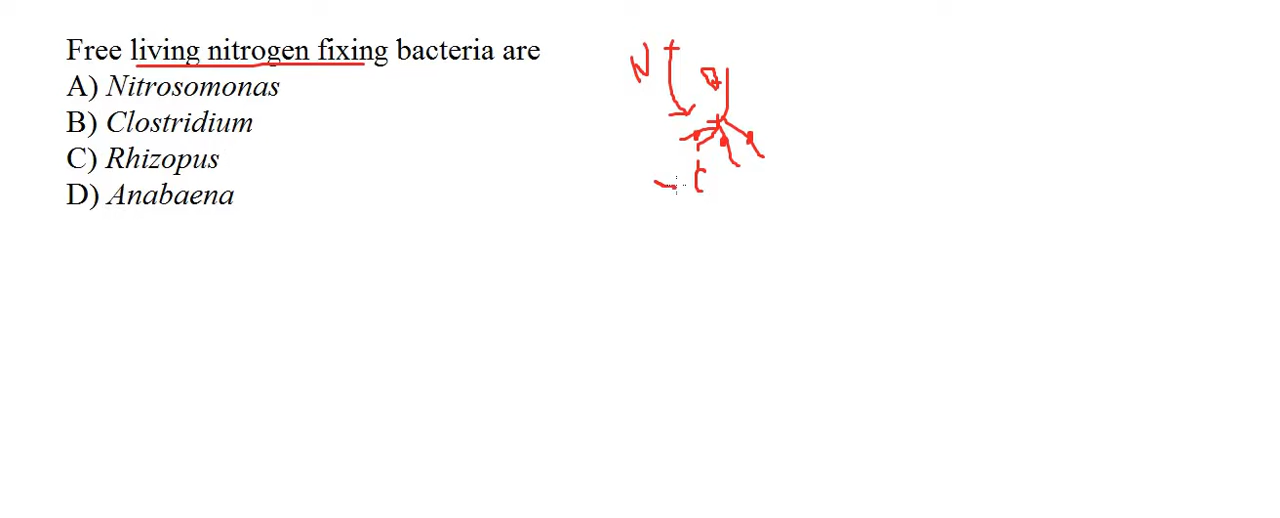 Free living nitrogen fixing bacteria are
A) Nitrosomonas
B) Clostridium
C) Rhizopus
D) Anabaena
N